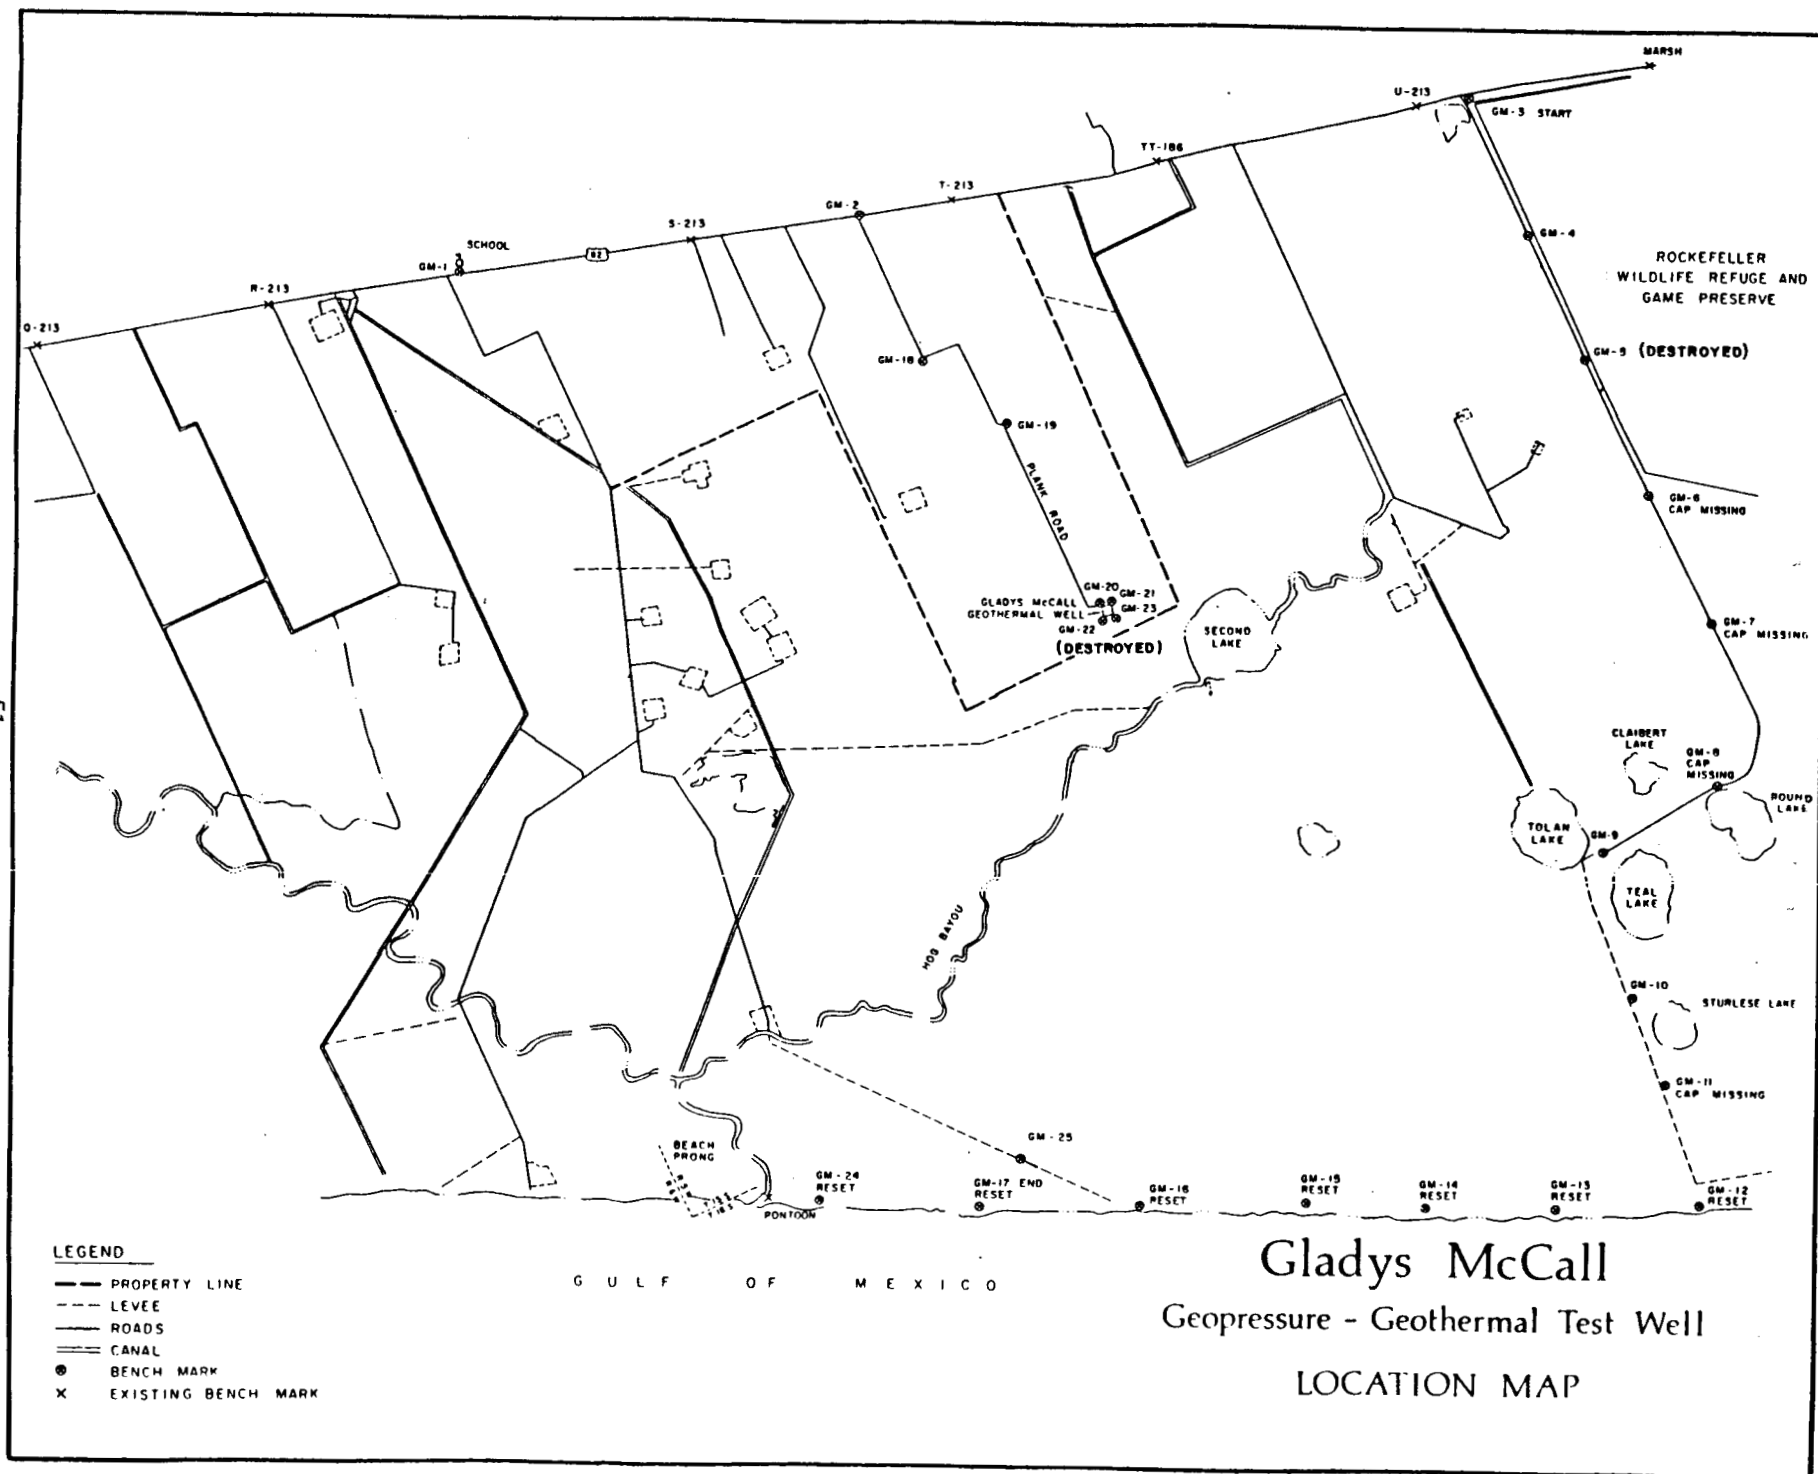 MARSH
U-213
GM-3 START
TT-186
T-213
GM-2
S-213
SCHOOL
GM-1
82
R-213
GM-4
ROCKEFELLER
WILDLIFE REFUGE AND
GAME PRESERVE
GM-5 (DESTROYED)
GM-18
GM-19
PLANK ROAD
GM-6
CAP MISSING
GM-20
GM-21
GLADYS McCALL
GEOTHERMAL WELL
GM-23
GM-22
(DESTROYED)
SECOND
LAKE
GM-7
CAP MISSING
CLAIBERT
LAKE
GM-8
CAP
MISSING
ROUND
LAKE
TOLAN
LAKE
GM-9
TEAL
LAKE
HOG BAYOU
GM-10
STURLESE LAKE
GM-11
CAP MISSING
GM-25
BEACH
PRONG
PONTOON
GM-24
RESET
GM-17 END
RESET
GM-16
RESET
GM-15
RESET
GM-14
RESET
GM-13
RESET
GM-12
RESET
GULF OF MEXICO
LEGEND
PROPERTY LINE
LEVEE
ROADS
CANAL
BENCH MARK
EXISTING BENCH MARK
Gladys McCall
Geopressure - Geothermal Test Well
LOCATION MAP